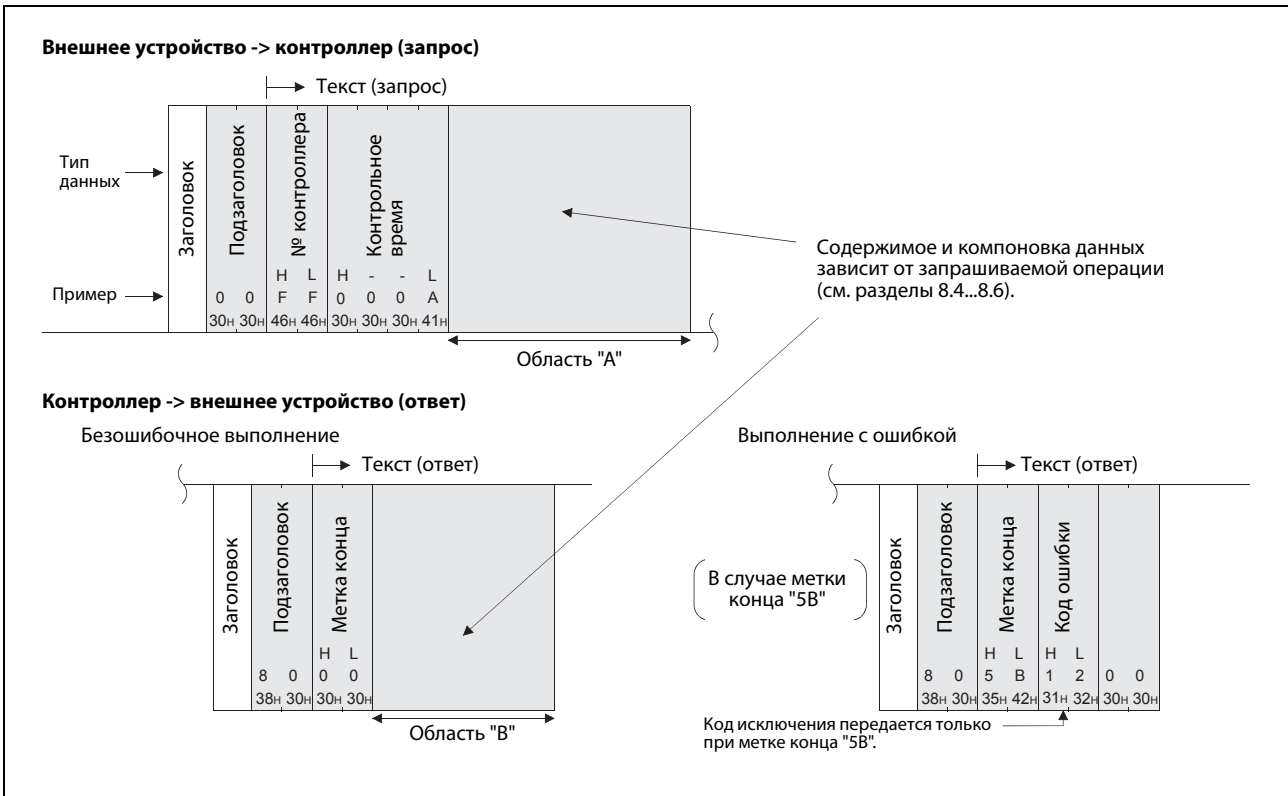 Внешнее устройство -> контроллер (запрос)
Текст (запрос)
Тип
данных
Заголовок
Подзаголовок
№ контроллера
Контрольное
время
H L H - - L
Пример
0 0 F F 0 0 0 A
30H 30H 46H 46H 30H 30H 30H 41H
Область "A"
Содержимое и компоновка данных
зависит от запрашиваемой операции
(см. разделы 8.4...8.6).
Контроллер -> внешнее устройство (ответ)
Безошибочное выполнение
Текст (ответ)
Заголовок
Подзаголовок
Метка конца
H L
8 0 0 0
38H 30H 30H 30H
Область "B"
Выполнение с ошибкой
Текст (ответ)
В случае метки
конца "5B"
Заголовок
Подзаголовок
Метка конца
Код ошибки
H L H L
8 0 5 B 1 2 0 0
38H 30H 35H 42H 31H 32H 30H 30H
Код исключения передается только
при метке конца "5B".